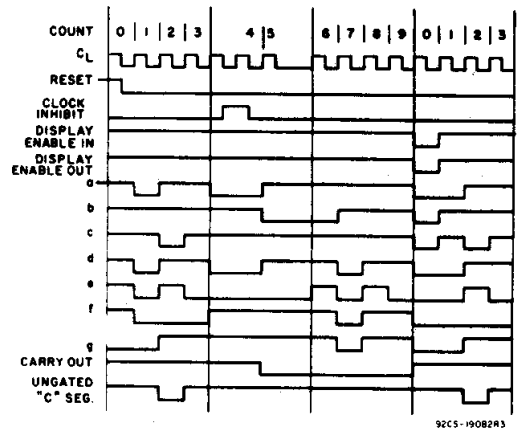 COUNT 0 1 2 3 4 5 6 7 8 9 0 1 2 3
CL
RESET
CLOCK
INHIBIT
DISPLAY
ENABLE IN
DISPLAY
ENABLE OUT
a
b
c
d
e
f
g
CARRY OUT
UNGATED
"C" SEG.
92CS-19082R3